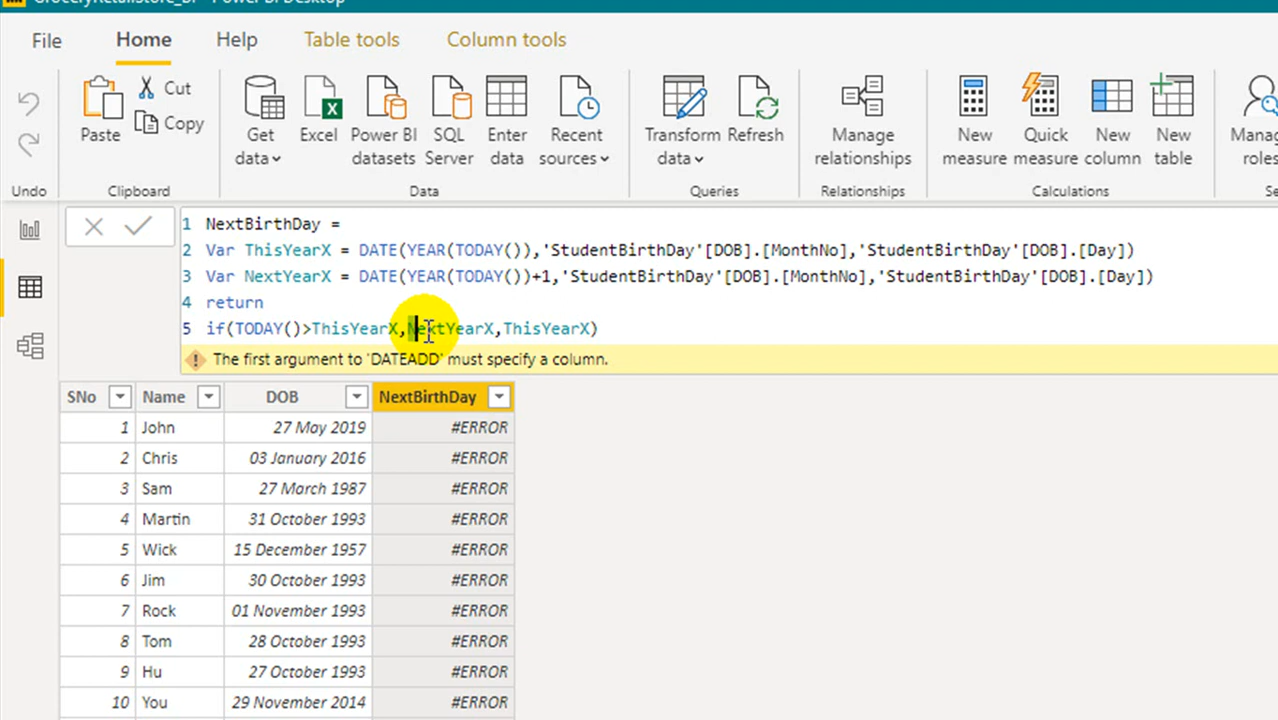 File Home Help Table tools Column tools
Paste Cut Copy Get data Excel Power BI datasets SQL Server Enter data Recent sources Transform data Refresh Manage relationships New measure Quick measure New column New table
Undo Clipboard Data Queries Relationships Calculations
1 NextBirthDay =
2 Var ThisYearX = DATE(YEAR(TODAY()),'StudentBirthDay'[DOB].[MonthNo],'StudentBirthDay'[DOB].[Day])
3 Var NextYearX = DATE(YEAR(TODAY())+1,'StudentBirthDay'[DOB].[MonthNo],'StudentBirthDay'[DOB].[Day])
4 return
5 if(TODAY()>ThisYearX,NextYearX,ThisYearX)
The first argument to 'DATEADD' must specify a column.
SNo Name DOB NextBirthDay
1 John 27 May 2019 #ERROR
2 Chris 03 January 2016 #ERROR
3 Sam 27 March 1987 #ERROR
4 Martin 31 October 1993 #ERROR
5 Wick 15 December 1957 #ERROR
6 Jim 30 October 1993 #ERROR
7 Rock 01 November 1993 #ERROR
8 Tom 28 October 1993 #ERROR
9 Hu 27 October 1993 #ERROR
10 You 29 November 2014 #ERROR